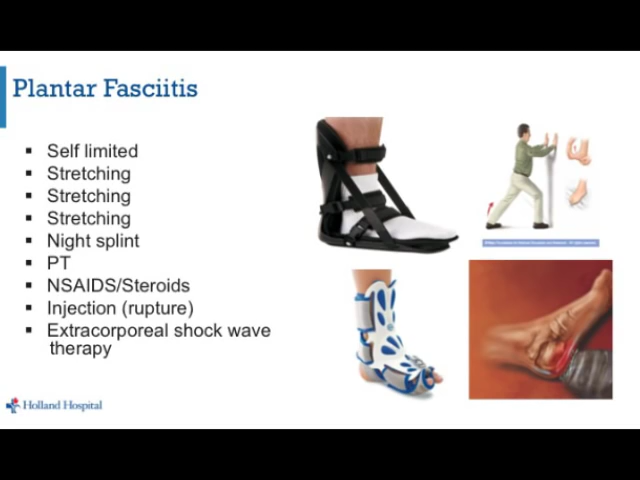 Plantar Fasciitis
Self limited
Stretching
Stretching
Stretching
Night splint
PT
NSAIDS/Steroids
Injection (rupture)
Extracorporeal shock wave
therapy
Holland Hospital